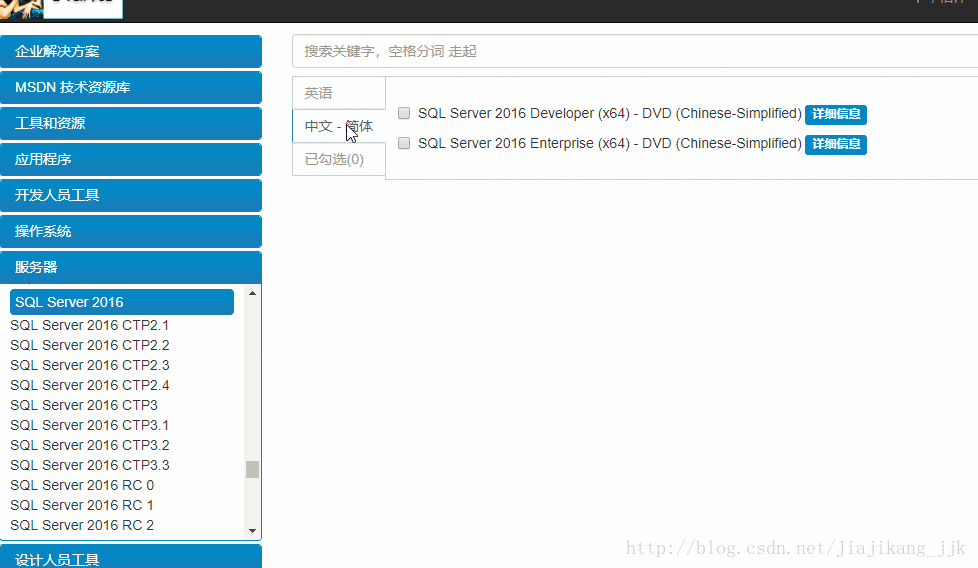 企业解决方案
MSDN 技术资源库
工具和资源
应用程序
开发人员工具
操作系统
服务器
SQL Server 2016
SQL Server 2016 CTP2.1
SQL Server 2016 CTP2.2
SQL Server 2016 CTP2.3
SQL Server 2016 CTP2.4
SQL Server 2016 CTP3
SQL Server 2016 CTP3.1
SQL Server 2016 CTP3.2
SQL Server 2016 CTP3.3
SQL Server 2016 RC 0
SQL Server 2016 RC 1
SQL Server 2016 RC 2
设计人员工具
搜索关键字，空格分词 走起
英语
中文 - 简体
已勾选(0)
SQL Server 2016 Developer (x64) - DVD (Chinese-Simplified) 详细信息
SQL Server 2016 Enterprise (x64) - DVD (Chinese-Simplified) 详细信息
http://blog.csdn.net/Jiajikang_jjk